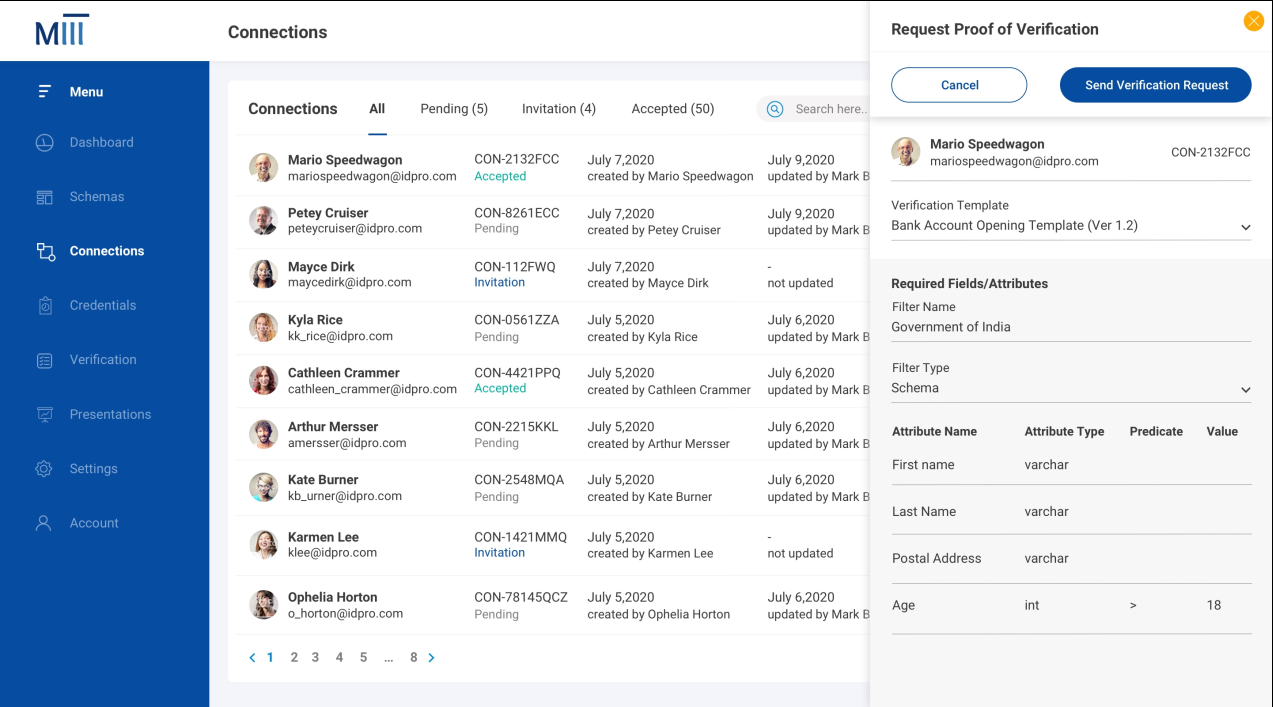 MIII
Connections
Menu
Dashboard
Schemas
Connections
Credentials
Verification
Presentations
Settings
Account
Connections All Pending (5) Invitation (4) Accepted (50) Search here..
Mario Speedwagon CON-2132FCC July 7,2020 July 9,2020
mariospeedwagon@idpro.com Accepted created by Mario Speedwagon updated by Mark B
Petey Cruiser CON-8261ECC July 7,2020 July 9,2020
peteycruiser@idpro.com Pending created by Petey Cruiser updated by Mark B
Mayce Dirk CON-112FWQ July 7,2020 -
maycedirk@idpro.com Invitation created by Mayce Dirk not updated
Kyla Rice CON-0561ZZA July 5,2020 July 6,2020
kk_rice@idpro.com Pending created by Kyla Rice updated by Mark B
Cathleen Crammer CON-4421PPQ July 5,2020 July 6,2020
cathleen_crammer@idpro.com Accepted created by Cathleen Crammer updated by Mark B
Arthur Mersser CON-2215KKL July 5,2020 July 6,2020
amersser@idpro.com Pending created by Arthur Mersser updated by Mark B
Kate Burner CON-2548MQA July 5,2020 July 6,2020
kb_urner@idpro.com Pending created by Kate Burner updated by Mark B
Karmen Lee CON-1421MMQ July 5,2020 -
klee@idpro.com Invitation created by Karmen Lee not updated
Ophelia Horton CON-78145QCZ July 5,2020 July 6,2020
o_horton@idpro.com Pending created by Ophelia Horton updated by Mark B
< 1 2 3 4 5 ... 8 >
Request Proof of Verification
Cancel Send Verification Request
Mario Speedwagon
mariospeedwagon@idpro.com CON-2132FCC
Verification Template
Bank Account Opening Template (Ver 1.2)
Required Fields/Attributes
Filter Name
Government of India
Filter Type
Schema
Attribute Name Attribute Type Predicate Value
First name varchar
Last Name varchar
Postal Address varchar
Age int > 18